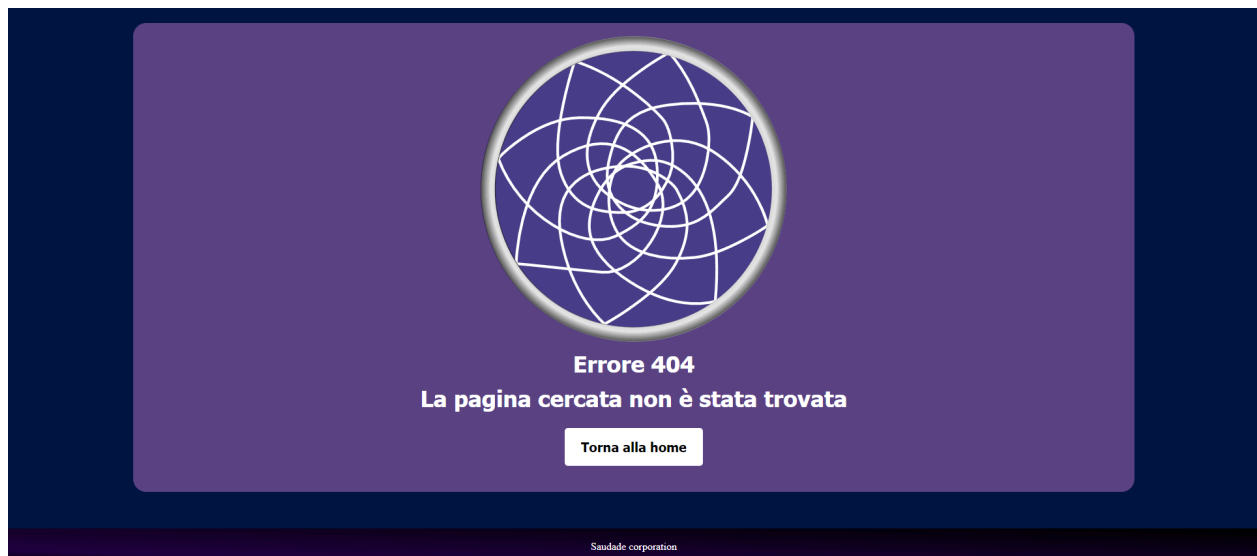 Errore 404
La pagina cercata non è stata trovata
Torna alla home
Saudade corporation